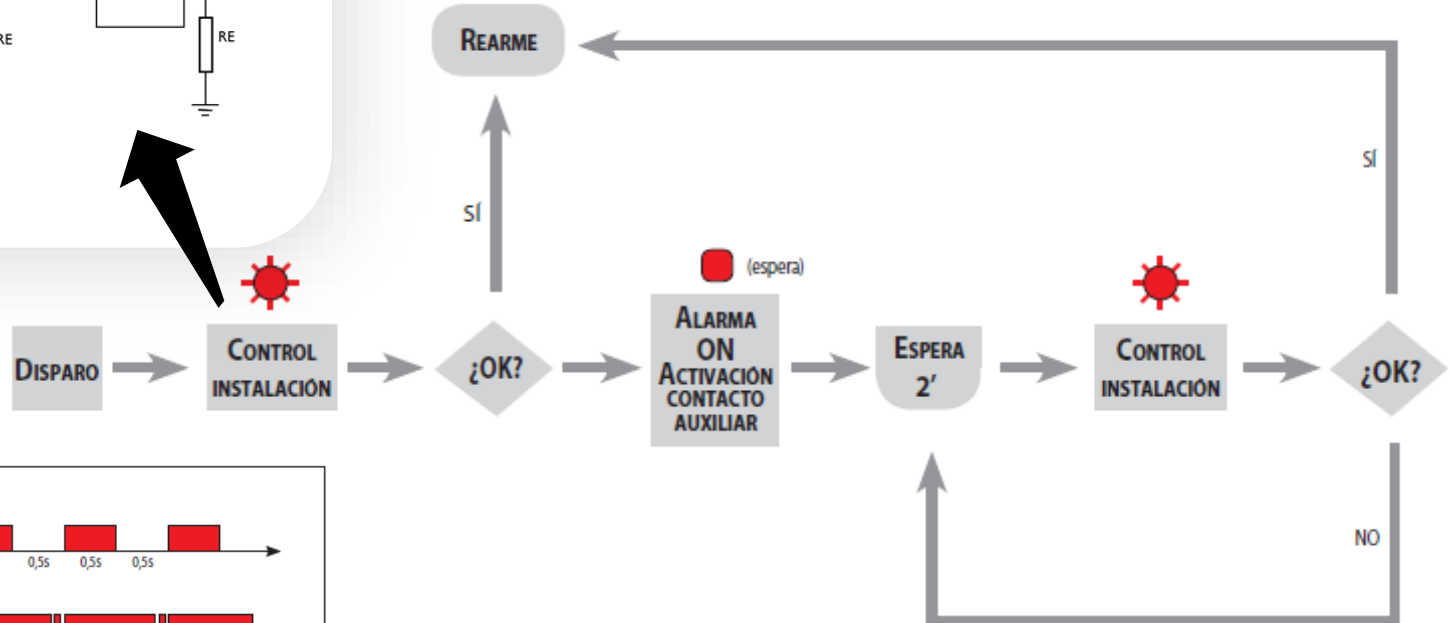 RE
RE
REARME
SÍ
SÍ
(espera)
DISPARO
CONTROL
INSTALACIÓN
¿OK?
ALARMA
ON
ACTIVACIÓN
CONTACTO
AUXILIAR
ESPERA
2'
CONTROL
INSTALACIÓN
¿OK?
NO
0,5s 0,5s 0,5s